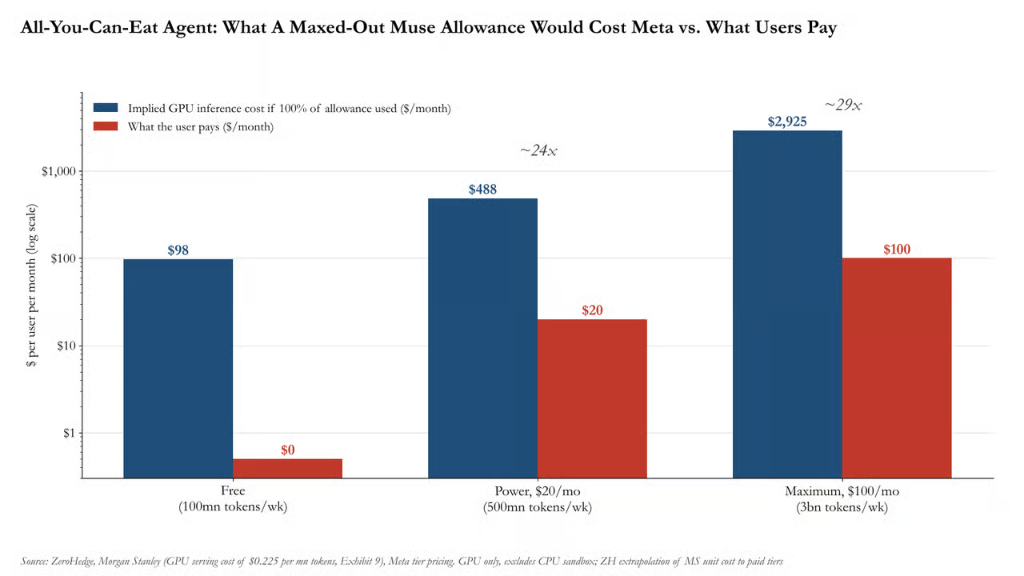 All-You-Can-Eat Agent: What A Maxed-Out Muse Allowance Would Cost Meta vs. What Users Pay
Implied GPU inference cost if 100% of allowance used ($/month)
What the user pays ($/month)
~24x
~29x
$ per user per month (log scale)
$1,000
$100
$10
$1
$98
$0
$488
$20
$2,925
$100
Free
(100mn tokens/wk)
Power, $20/mo
(500mn tokens/wk)
Maximum, $100/mo
(3bn tokens/wk)
Source: ZeroHedge, Morgan Stanley (GPU serving cost of $0.225 per mn tokens, Exhibit 9), Meta tier pricing. GPU only, excludes CPU sandbox; ZH extrapolation of MS unit cost to paid tiers